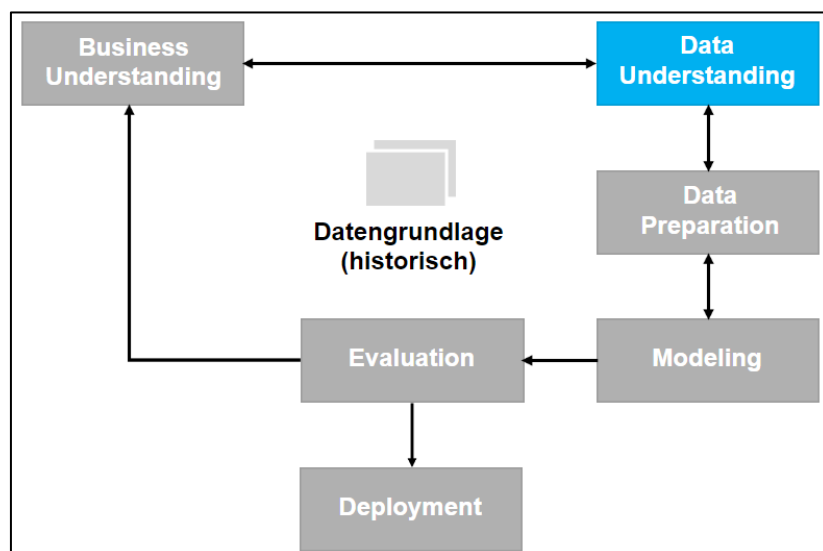 Business
Understanding
Data
Understanding
Data
Preparation
Datengrundlage
(historisch)
Evaluation
Modeling
Deployment